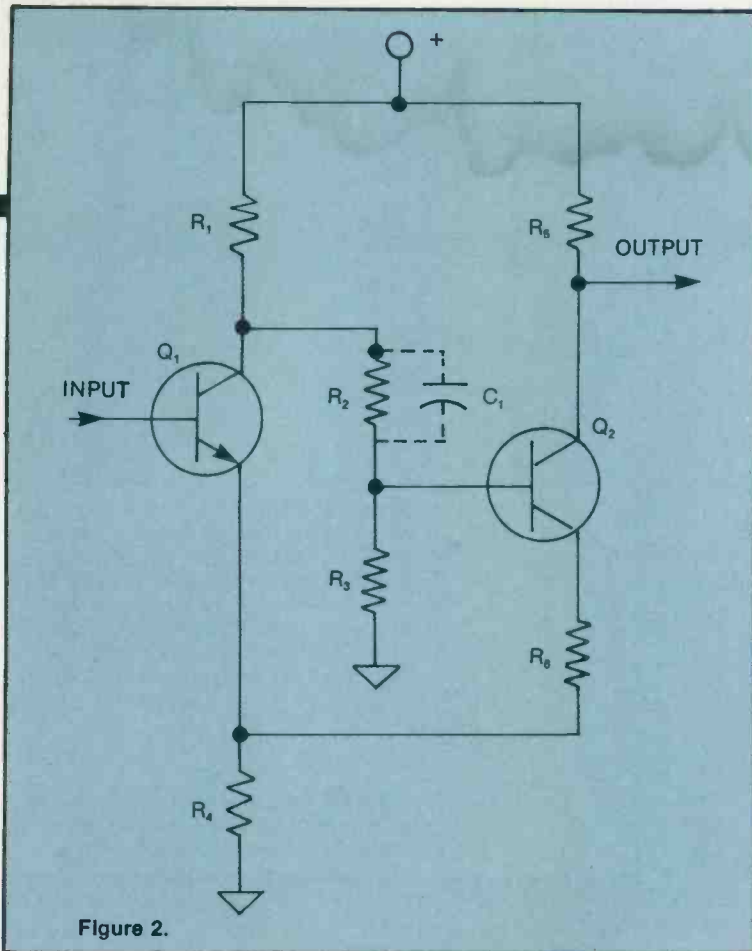 +
R₁
R₅
OUTPUT
Q₁
INPUT
R₂
C₁
Q₂
R₃
R₆
R₄
Figure 2.